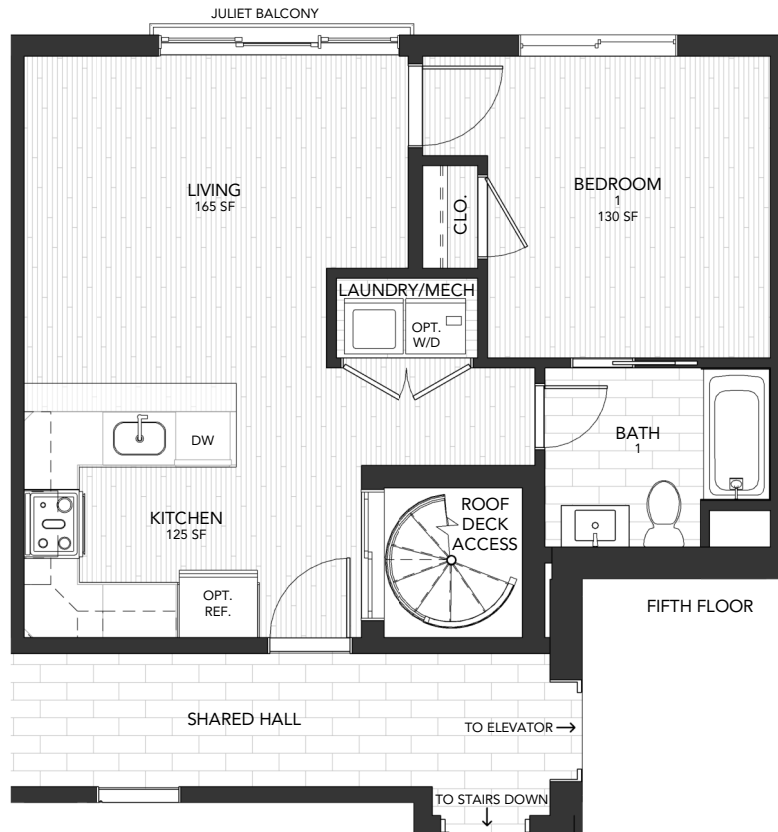 JULIET BALCONY
LIVING
165 SF
BEDROOM
1
130 SF
CLO.
LAUNDRY/MECH
OPT.
W/D
DW
BATH
1
KITCHEN
125 SF
ROOF
DECK
ACCESS
OPT.
REF.
FIFTH FLOOR
SHARED HALL
TO ELEVATOR
TO STAIRS DOWN